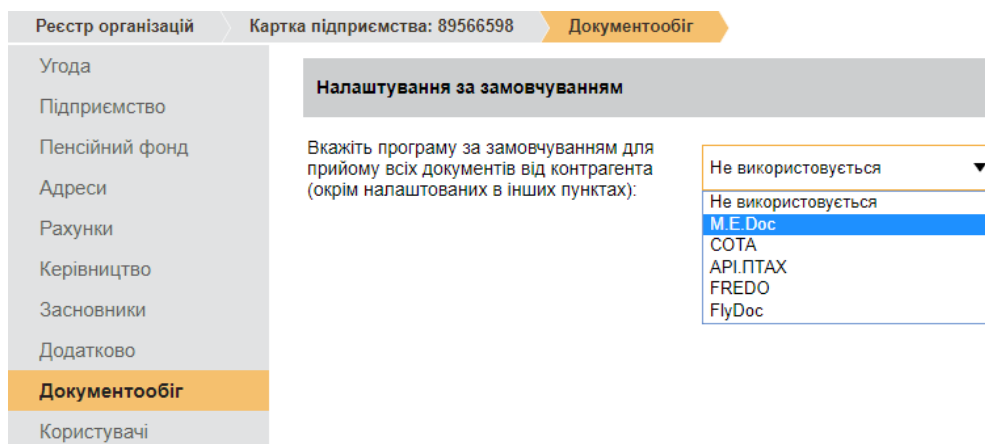 Реєстр організацій
Картка підприємства: 89566598
Документообіг
Угода
Підприємство
Пенсійний фонд
Адреси
Рахунки
Керівництво
Засновники
Додатково
Документообіг
Користувачі
Налаштування за замовчуванням
Вкажіть програму за замовчуванням для
прийому всіх документів від контрагента
(окрім налаштованих в інших пунктах):
Не використовується
Не використовується
M.E.Doc
СОТА
АРІ.ПТАХ
FREDO
FlyDoc